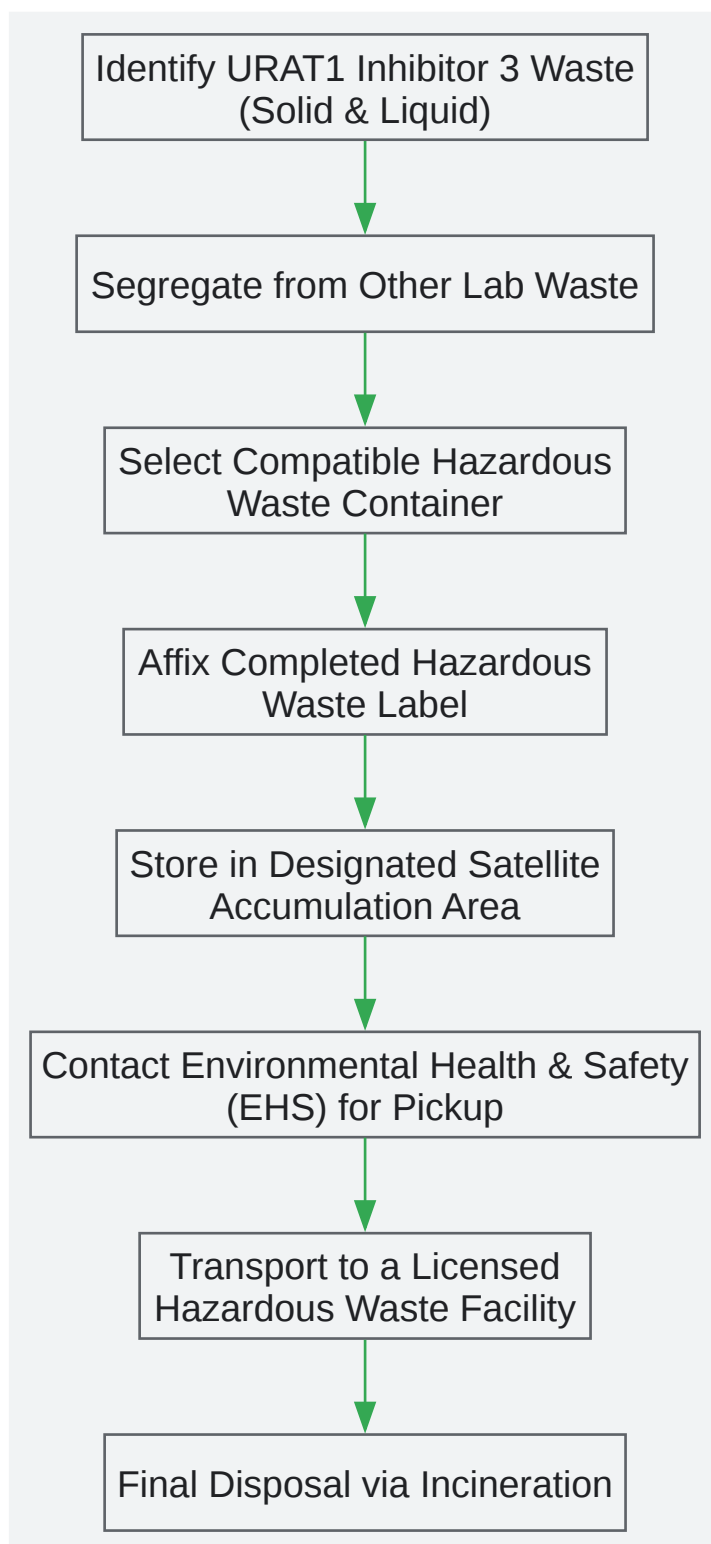 Identify URAT1 Inhibitor 3 Waste
(Solid & Liquid)
Segregate from Other Lab Waste
Select Compatible Hazardous
Waste Container
Affix Completed Hazardous
Waste Label
Store in Designated Satellite
Accumulation Area
Contact Environmental Health & Safety
(EHS) for Pickup
Transport to a Licensed
Hazardous Waste Facility
Final Disposal via Incineration